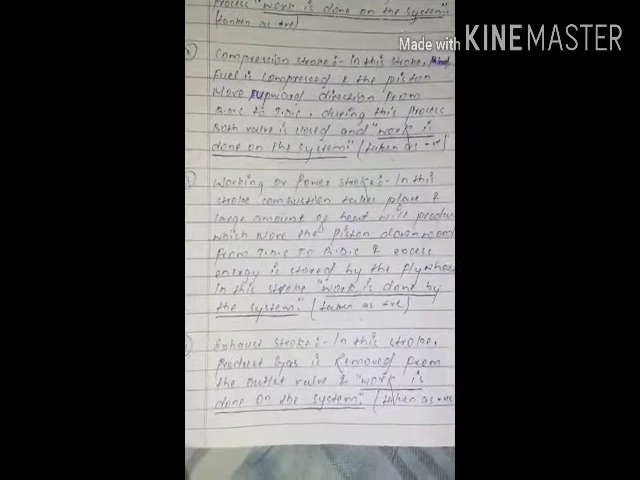 process "work is done on the system"
(taken as +ve)
Made with KINEMASTER
Compression stroke :- In this stroke,
fuel is compressed & the piston
Move upward direction from
B.D.C to T.D.C, during this process
Both valve is closed and "work is
done on the system" (taken as -ve)
Working or Power stroke :- In this
stroke combustion takes place &
large amount of heat will produce
which Move the piston downward
from T.D.C TO B.D.C & excess
energy is stored by the flywheel
In this stroke "work is done by
the system." (taken as +ve)
Exhaust stroke :- In this stroke,
Product Gas is Removed from
the outlet valve & "work is
done on the system." (taken as -ve)